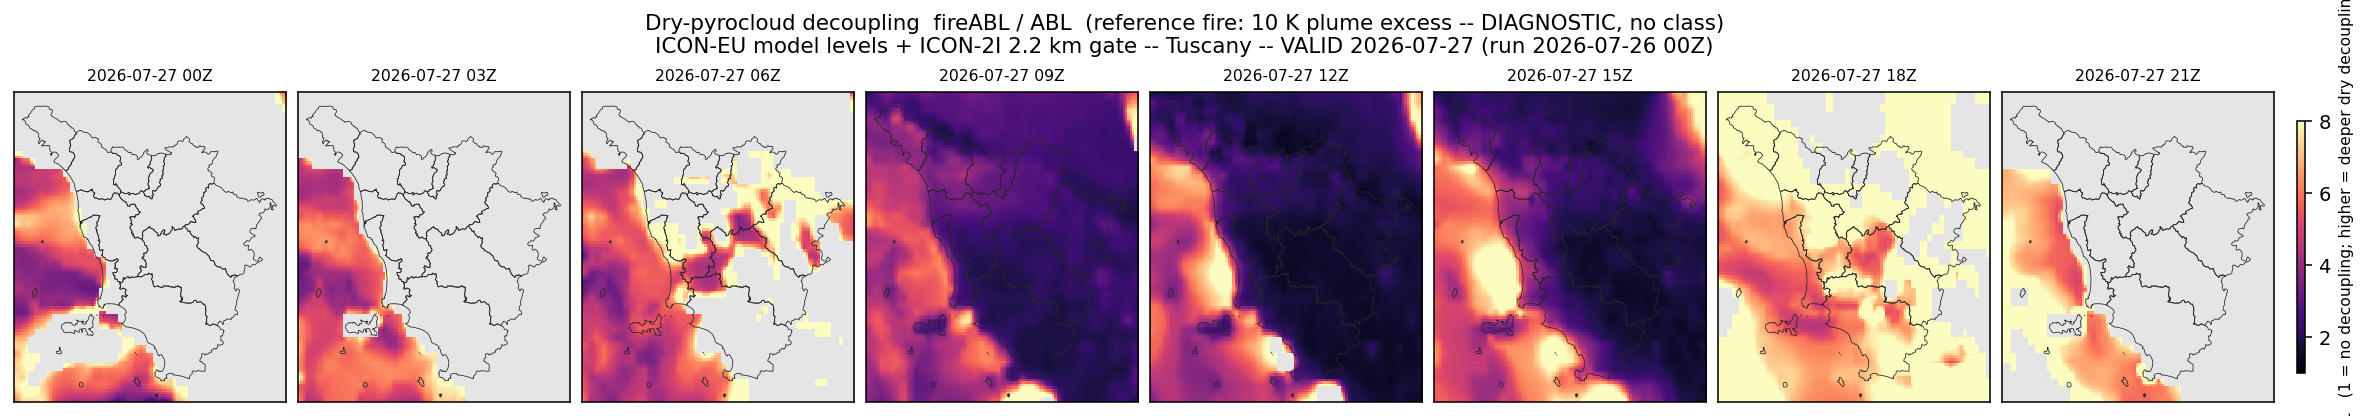 Dry-pyrocloud decoupling  fireABL / ABL  (reference fire: 10 K plume excess -- DIAGNOSTIC, no class)
ICON-EU model levels + ICON-2I 2.2 km gate -- Tuscany -- VALID 2026-07-27 (run 2026-07-26 00Z)
2026-07-27 00Z
2026-07-27 03Z
2026-07-27 06Z
2026-07-27 09Z
2026-07-27 12Z
2026-07-27 15Z
2026-07-27 18Z
2026-07-27 21Z
8
6
4
2
(1 = no decoupling; higher = deeper dry decoupling